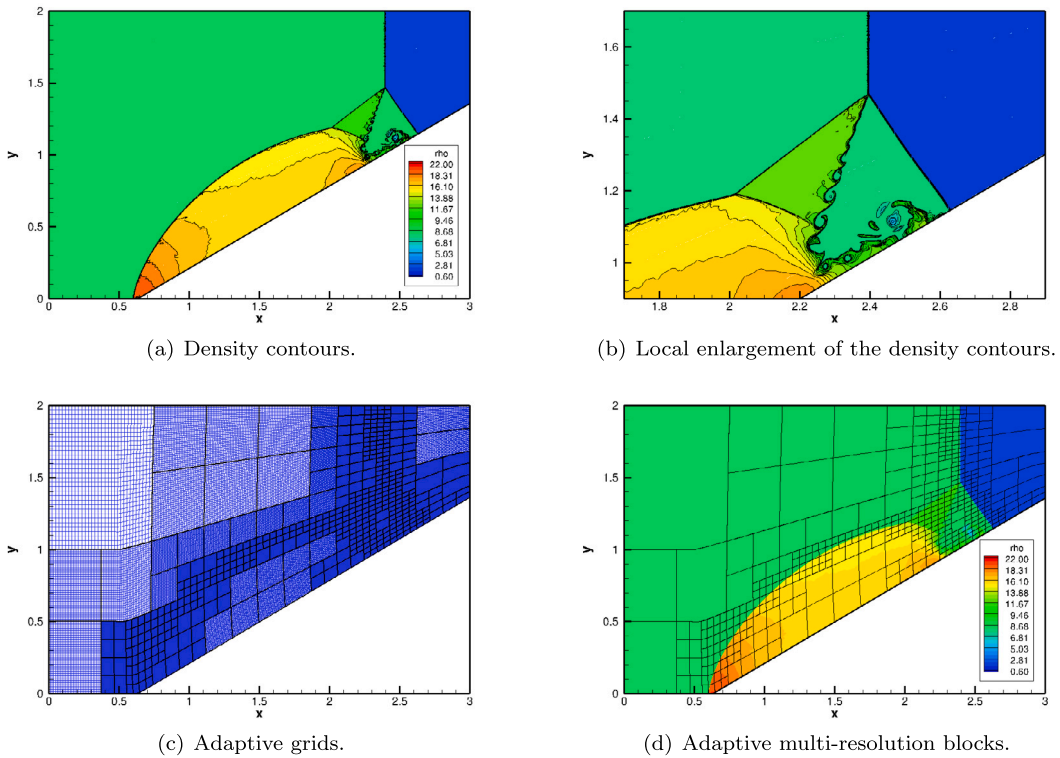 2
1.5
1
0.5
0
y
0 0.5 1 1.5 2 2.5 3
x
rho
22.00
18.31
16.10
13.88
11.67
9.46
8.68
6.81
5.03
2.81
0.60
(a) Density contours.
1.6
1.4
1.2
1
y
1.8 2 2.2 2.4 2.6 2.8
x
(b) Local enlargement of the density contours.
2
1.5
1
0.5
0
y
0 0.5 1 1.5 2 2.5 3
x
(c) Adaptive grids.
2
1.5
1
0.5
0
y
0 0.5 1 1.5 2 2.5 3
x
rho
22.00
18.31
16.10
13.88
11.67
9.46
8.68
6.81
5.03
2.81
0.60
(d) Adaptive multi-resolution blocks.